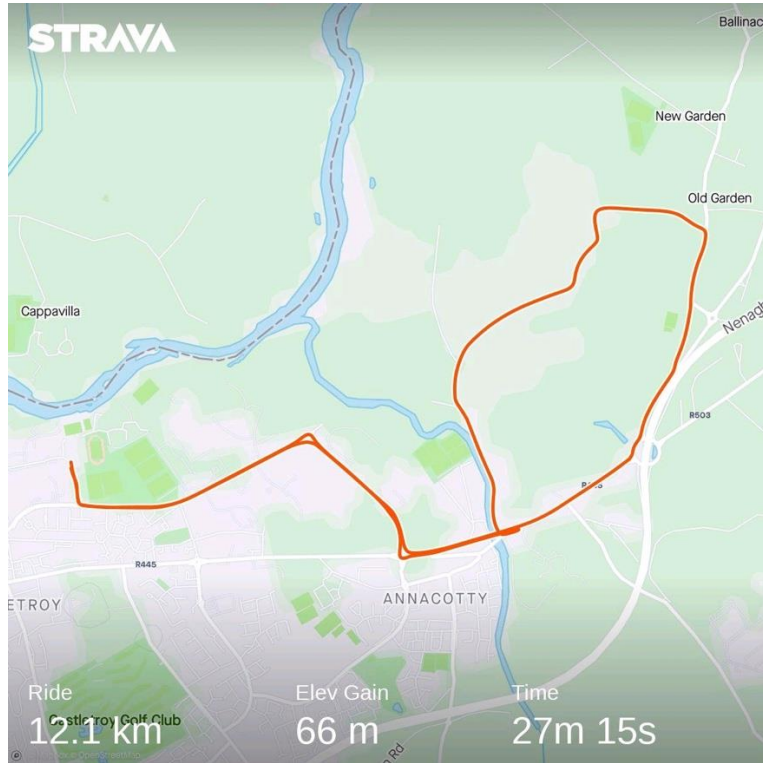 STRAVA
Ballinac
New Garden
Old Garden
Cappavilla
Nenagh
R503
R445
ETROY
ANNACOTTY
Ride
Elev Gain
Time
Castletroy Golf Club
12.1 km
66 m
27m 15s
Rd